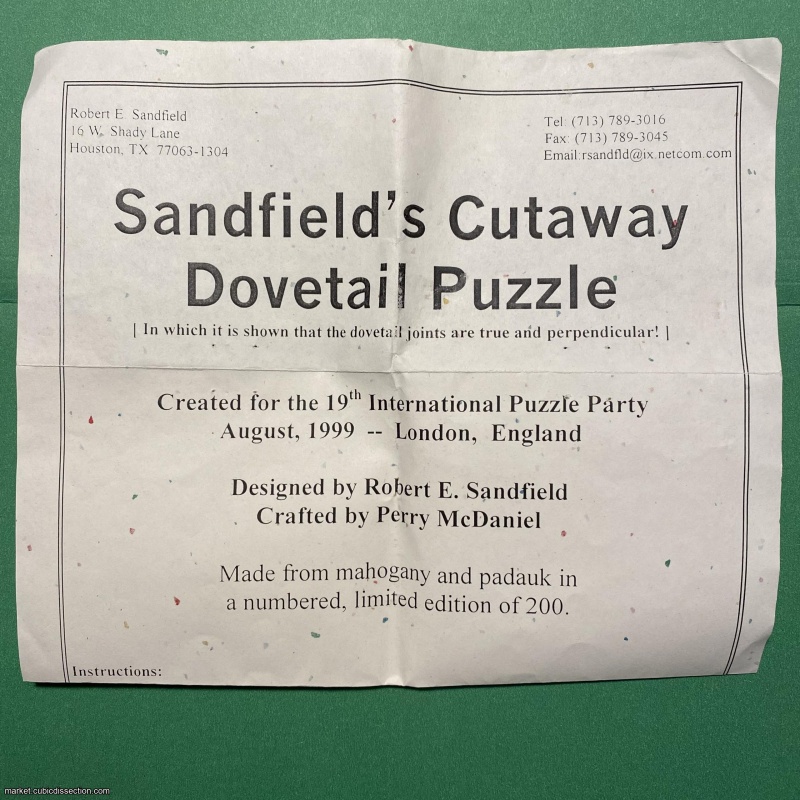 Robert E. Sandfield
16 W. Shady Lane
Houston, TX 77063-1304
Tel: (713) 789-3016
Fax: (713) 789-3045
Email:rsandfld@ix.netcom.com
Sandfield's Cutaway
Dovetail Puzzle
| In which it is shown that the dovetail joints are true and perpendicular! |
Created for the 19th International Puzzle Party
August, 1999 -- London, England
Designed by Robert E. Sandfield
Crafted by Perry McDaniel
Made from mahogany and padauk in
a numbered, limited edition of 200.
Instructions:
market.cubicdissection.com